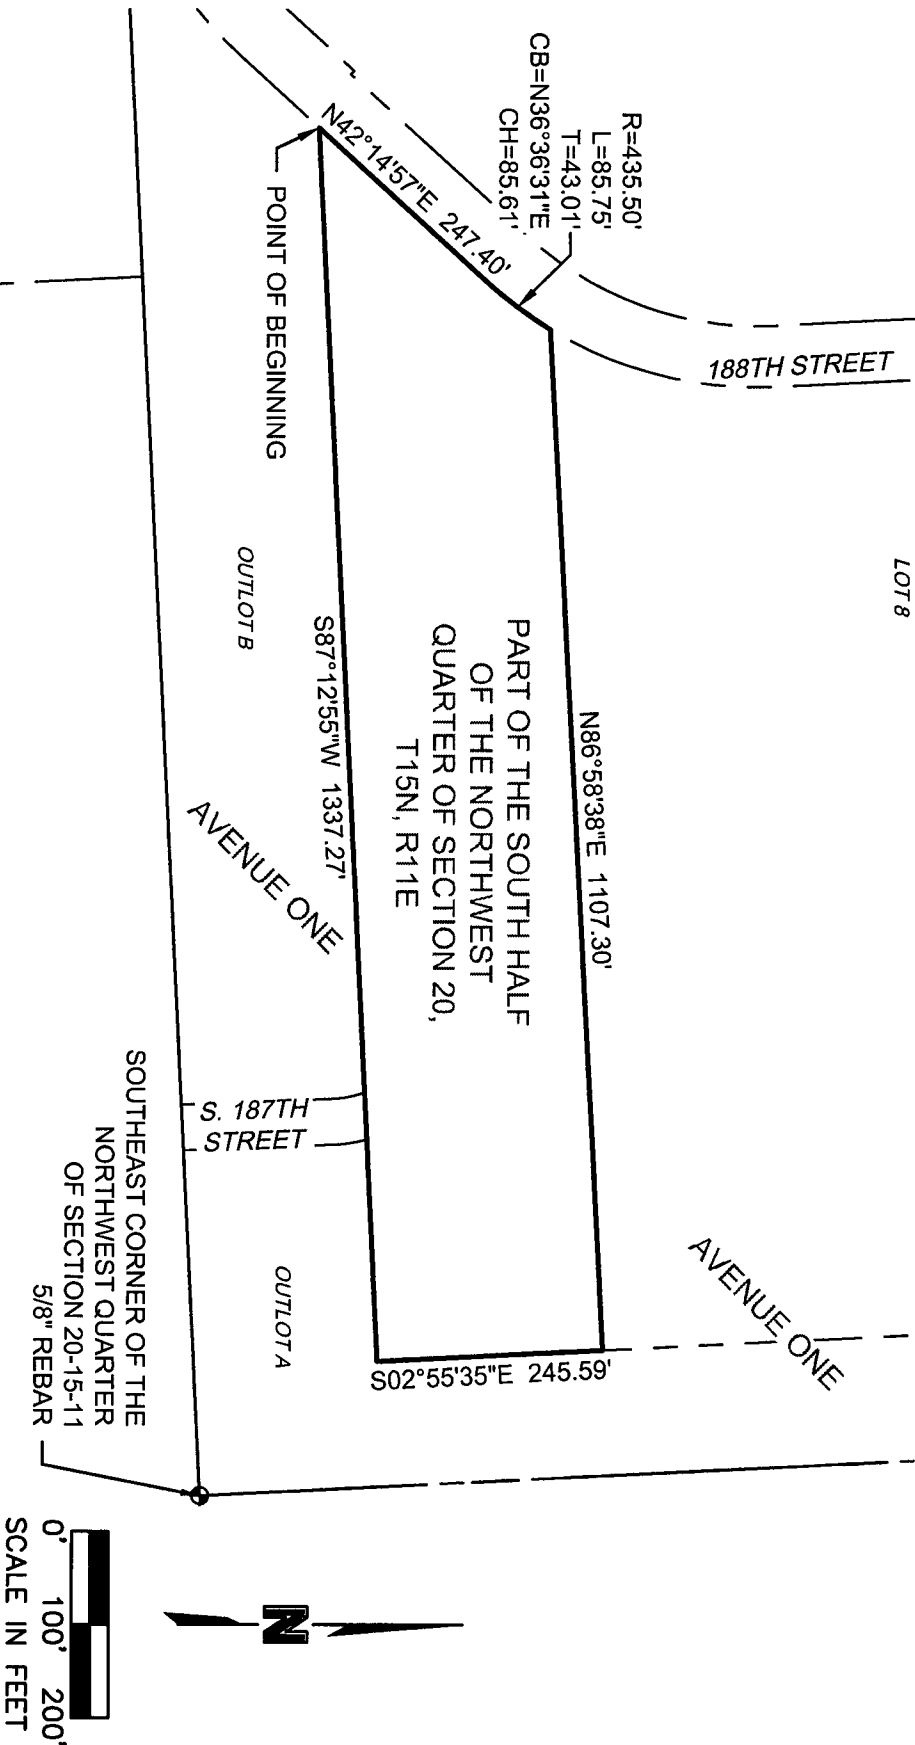 LOT 8
188TH STREET
R=435.50'
L=85.75'
T=43.01'
CB=N36°36'31"E
CH=85.61'
N42°14'57"E 247.40'
POINT OF BEGINNING
N86°58'38"E 1107.30'
PART OF THE SOUTH HALF
OF THE NORTHWEST
QUARTER OF SECTION 20,
T15N, R11E
S87°12'55"W 1337.27'
OUTLOT B
AVENUE ONE
S. 187TH
STREET
AVENUE ONE
S02°55'35"E 245.59'
OUTLOT A
SOUTHEAST CORNER OF THE
NORTHWEST QUARTER
OF SECTION 20-15-11
5/8" REBAR
N
0' 100' 200'
SCALE IN FEET